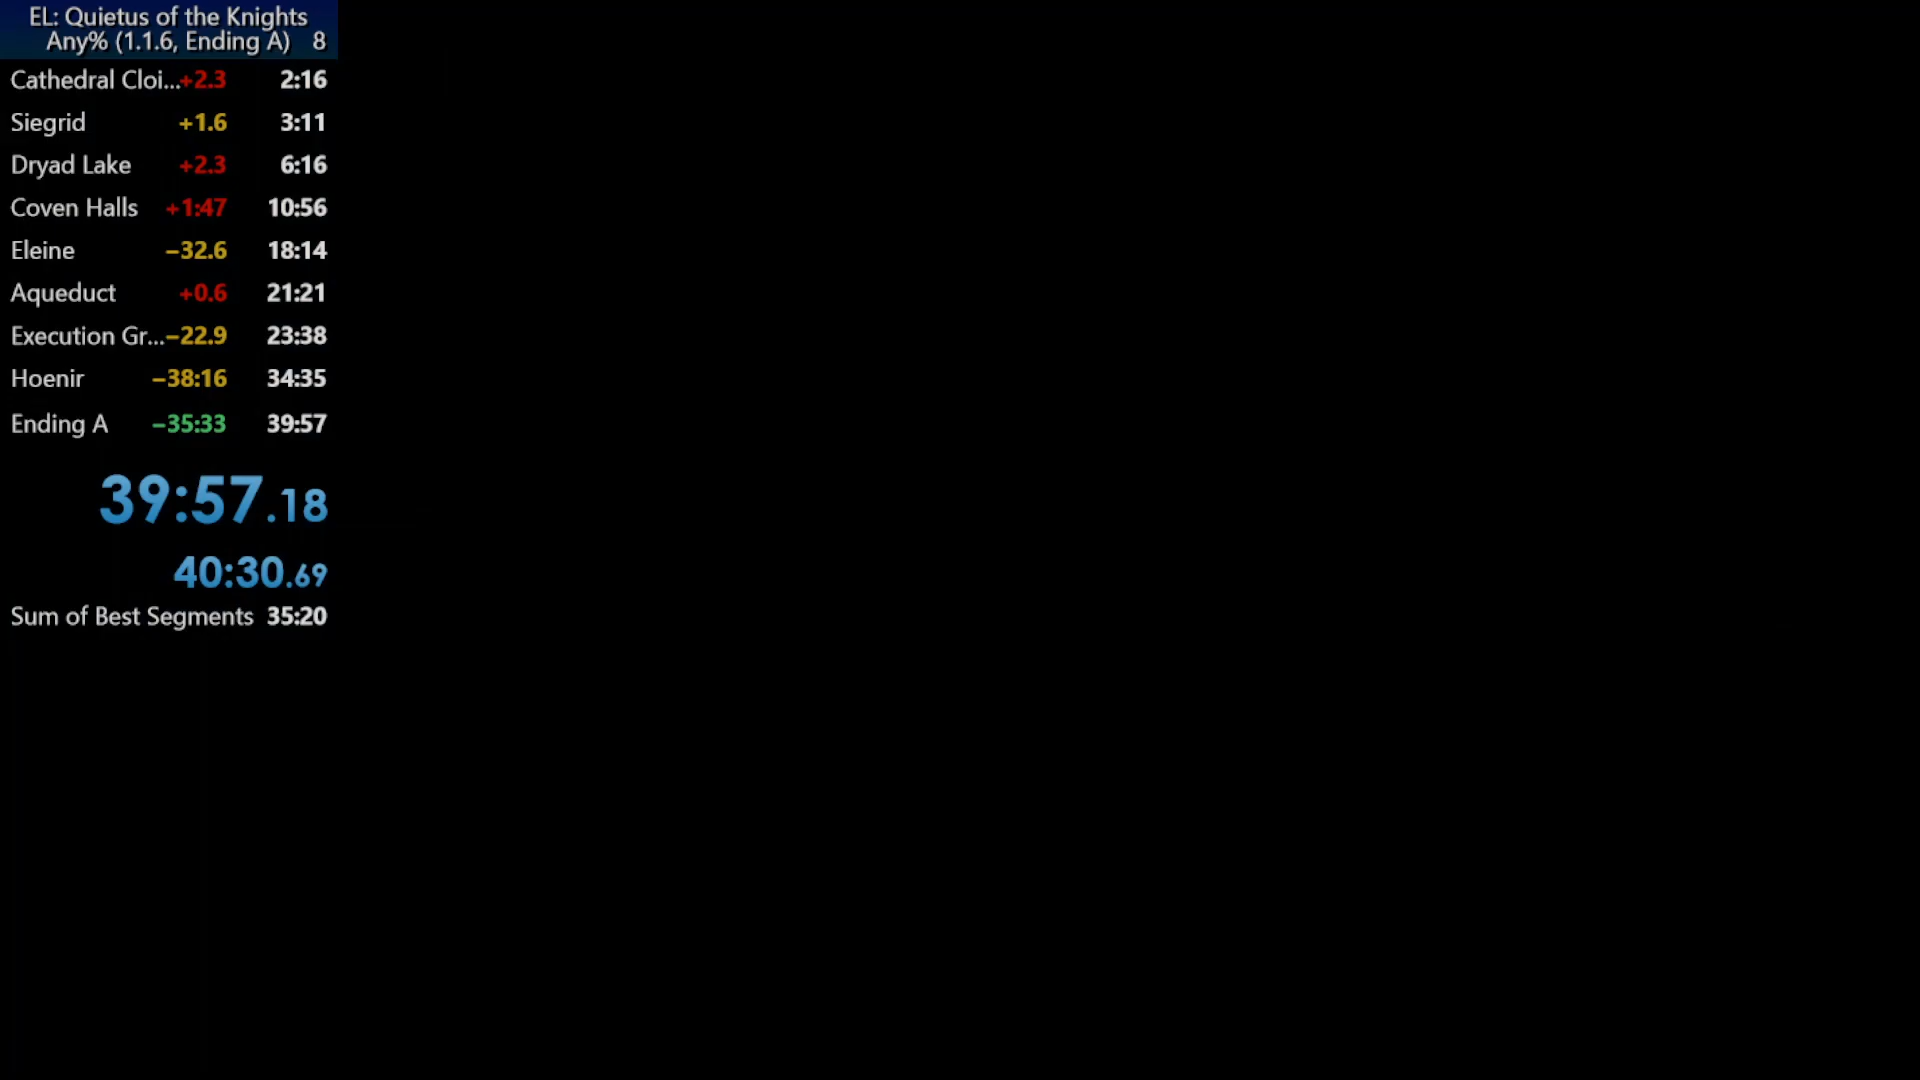 EL: Quietus of the Knights
Any% (1.1.6, Ending A) 8
Cathedral Cloi... +2.3 2:16
Siegrid +1.6 3:11
Dryad Lake +2.3 6:16
Coven Halls +1:47 10:56
Eleine −32.6 18:14
Aqueduct +0.6 21:21
Execution Gr... −22.9 23:38
Hoenir −38:16 34:35
Ending A −35:33 39:57
39:57.18
40:30.69
Sum of Best Segments 35:20